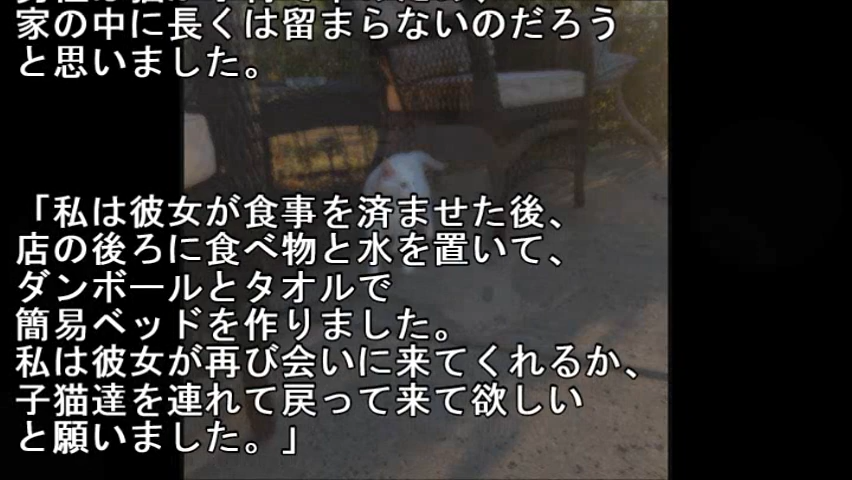 家の中に長くは留まらないのだろう
と思いました。
「私は彼女が食事を済ませた後、
店の後ろに食べ物と水を置いて、
ダンボールとタオルで
簡易ベッドを作りました。
私は彼女が再び会いに来てくれるか、
子猫達を連れて戻って来て欲しい
と願いました。」